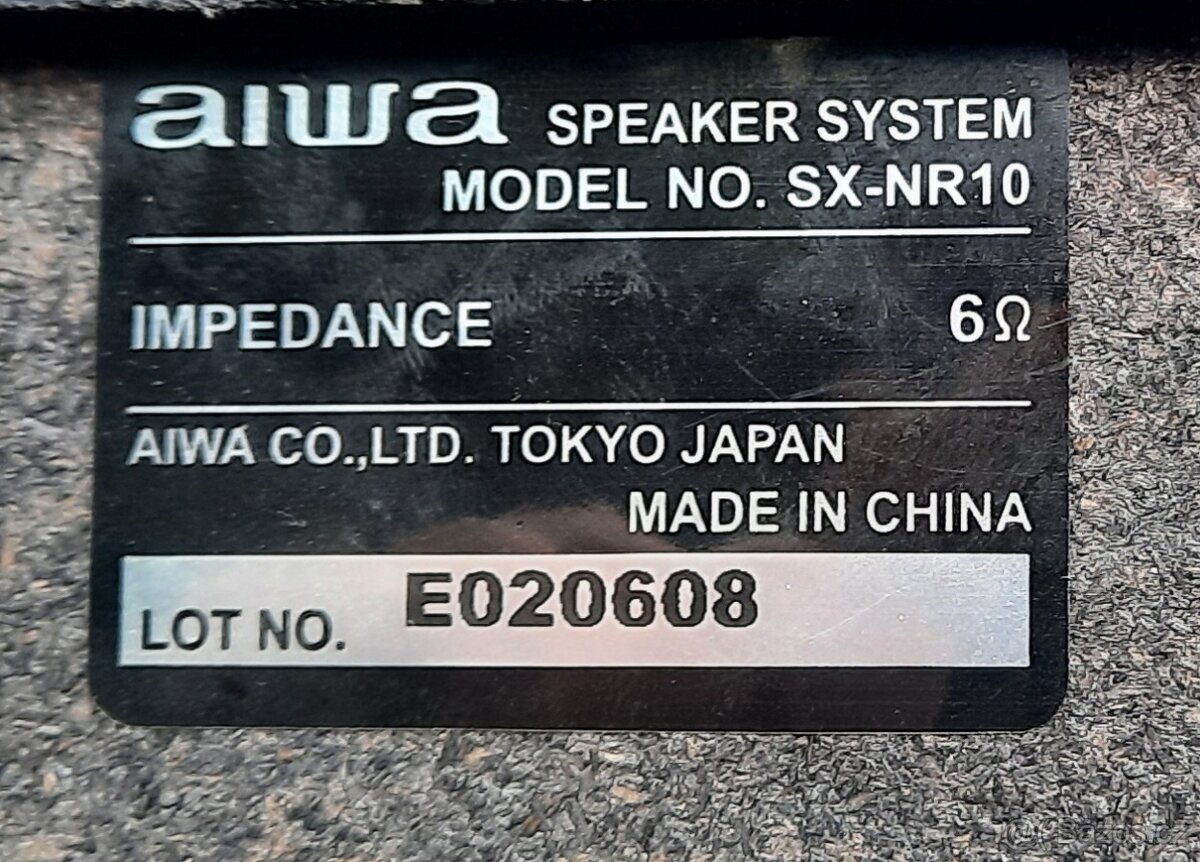 aiwa SPEAKER SYSTEM
MODEL NO. SX-NR10
IMPEDANCE 6Ω
AIWA CO.,LTD. TOKYO JAPAN
MADE IN CHINA
LOT NO. E020608